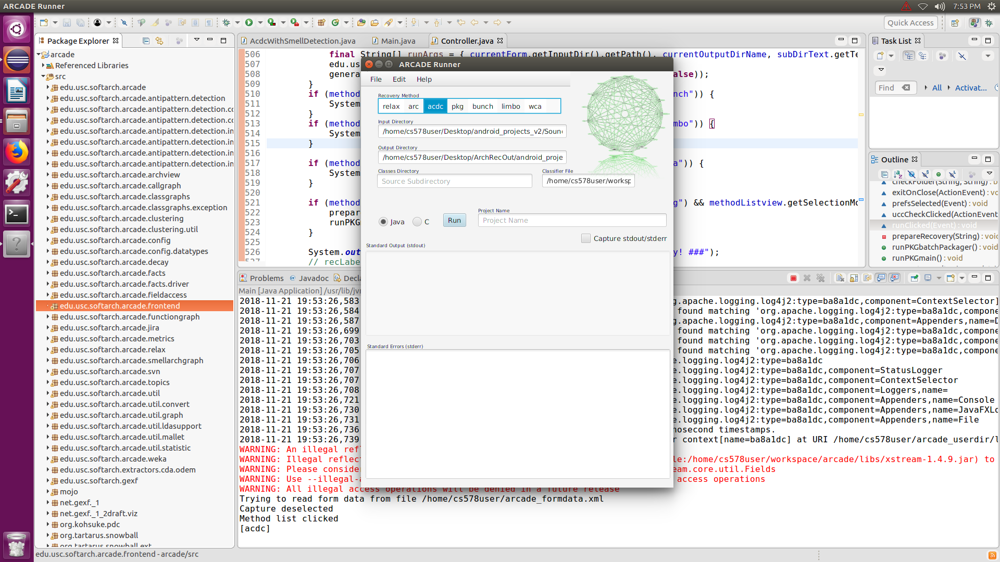 ARCADE Runner
7:53 PM
Quick Access
Package Explorer
arcade
Referenced Libraries
src
edu.usc.softarch.arcade
edu.usc.softarch.arcade.antipattern.detection
edu.usc.softarch.arcade.antipattern.detection.co
edu.usc.softarch.arcade.antipattern.detection.co
edu.usc.softarch.arcade.antipattern.detection.in
edu.usc.softarch.arcade.antipattern.detection.in
edu.usc.softarch.arcade.antipattern.detection.in
edu.usc.softarch.arcade.antipattern.detection.in
edu.usc.softarch.arcade.archview
edu.usc.softarch.arcade.callgraph
edu.usc.softarch.arcade.classgraphs
edu.usc.softarch.arcade.classgraphs.exception
edu.usc.softarch.arcade.clustering
edu.usc.softarch.arcade.clustering.util
edu.usc.softarch.arcade.config
edu.usc.softarch.arcade.config.datatypes
edu.usc.softarch.arcade.decay
edu.usc.softarch.arcade.facts
edu.usc.softarch.arcade.facts.driver
edu.usc.softarch.arcade.fieldaccess
edu.usc.softarch.arcade.frontend
edu.usc.softarch.arcade.functiongraph
edu.usc.softarch.arcade.jira
edu.usc.softarch.arcade.metrics
edu.usc.softarch.arcade.relax
edu.usc.softarch.arcade.smellarchgraph
edu.usc.softarch.arcade.svn
edu.usc.softarch.arcade.topics
edu.usc.softarch.arcade.util
edu.usc.softarch.arcade.util.convert
edu.usc.softarch.arcade.util.graph
edu.usc.softarch.arcade.util.ldasupport
edu.usc.softarch.arcade.util.mallet
edu.usc.softarch.arcade.util.statistic
edu.usc.softarch.arcade.weka
edu.usc.softarch.extractors.cda.odem
edu.usc.softarch.gexf
mojo
net.gexf._1
net.gexf._1_2draft.viz
org.kohsuke.pdc
org.tartarus.snowball
org.tartarus.snowball.ext
edu.usc.softarch.arcade.frontend - arcade/src
AcdcWithSmellDetection.java Main.java Controller.java
506 final String[] runArgs = { currentForm.getInputDir().getPath(), currentOutputDirName, subDirText.getTe
507 edu.us
508 genera alse));
509 }
510 if (method nch")) {
511 System
512 }
513 if (method mbo")) {
514 System
515 }
516
517 if (method a")) {
518 System
519 }
520
521 if (method g") && methodListview.getSelectionMo
522 prepar
523 runPKG
524 }
525
526 System.out y! ###");
527 // recLabe
ARCADE Runner
File Edit Help
Recovery Method
relax arc acdc pkg bunch limbo wca
Input Directory
/home/cs578user/Desktop/android_projects_v2/Soun
Output Directory
/home/cs578user/Desktop/ArchRecOut/android_proje
Classes Directory
Source Subdirectory
Classifier File
/home/cs578user/worksp
Java C Run
Project Name
Project Name
Capture stdout/stderr
Standard Output (stdout)
Standard Errors (stderr)
Problems Javadoc Decla
Main [Java Application] /usr/lib/jv
2018-11-21 19:53:26,583 g.apache.logging.log4j2:type=ba8a1dc,component=ContextSelector]
2018-11-21 19:53:26,584 found matching 'org.apache.logging.log4j2:type=ba8a1dc,compone
2018-11-21 19:53:26,587 g.apache.logging.log4j2:type=ba8a1dc,component=Appenders,name=D
2018-11-21 19:53:26,699 found matching 'org.apache.logging.log4j2:type=ba8a1dc,compone
2018-11-21 19:53:26,703 found matching 'org.apache.logging.log4j2:type=ba8a1dc,compone
2018-11-21 19:53:26,705 found matching 'org.apache.logging.log4j2:type=ba8a1dc,compone
2018-11-21 19:53:26,706 e.logging.log4j2:type=ba8a1dc
2018-11-21 19:53:26,707 e.logging.log4j2:type=ba8a1dc,component=StatusLogger
2018-11-21 19:53:26,707 e.logging.log4j2:type=ba8a1dc,component=ContextSelector
2018-11-21 19:53:26,708 e.logging.log4j2:type=ba8a1dc,component=Loggers,name=
2018-11-21 19:53:26,721 e.logging.log4j2:type=ba8a1dc,component=Appenders,name=Console
2018-11-21 19:53:26,730 e.logging.log4j2:type=ba8a1dc,component=Appenders,name=JavaFXLo
2018-11-21 19:53:26,731 e.logging.log4j2:type=ba8a1dc,component=Appenders,name=File
2018-11-21 19:53:26,736 nosecond timestamps.
2018-11-21 19:53:26,739 r context[name=ba8a1dc] at URI /home/cs578user/arcade_userdir/l
WARNING: An illegal refl
WARNING: Illegal reflect le:/home/cs578user/workspace/arcade/libs/xstream-1.4.9.jar) to
WARNING: Please consider eam.core.util.Fields
WARNING: Use --illegal-a access operations
WARNING: All illegal access operations will be denied in a future release
Trying to read form data from file /home/cs578user/arcade_formdata.xml
Capture deselected
Method list clicked
[acdc]
Task List
Find All Activat...
Outline
checkFolder(String, String) : b
exitOnClose(ActionEvent) : vo
prefsSelected(Event) : void
uccCheckClicked(ActionEvent
runClicked(Event) : void
prepareRecovery(String) : voi
runPKGbatchPackager() : void
runPKGmain() : void